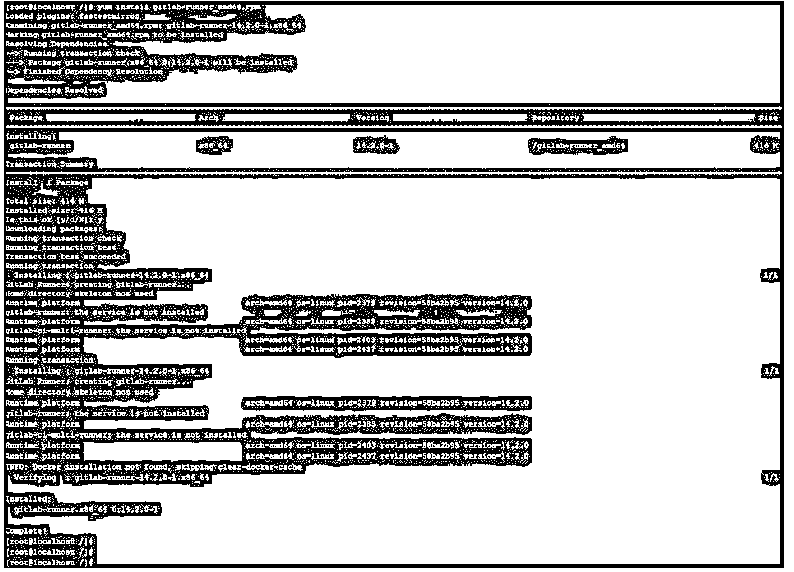 [root@localhost /]# yum install gitlab-runner_amd64.rpm
Loaded plugins: fastestmirror
Examining gitlab-runner_amd64.rpm: gitlab-runner-14.2.0-1.x86_64
Marking gitlab-runner_amd64.rpm to be installed
Resolving Dependencies
--> Running transaction check
---> Package gitlab-runner.x86_64 0:14.2.0-1 will be installed
--> Finished Dependency Resolution
Dependencies Resolved
Package Arch Version Repository Size
Installing:
gitlab-runner x86_64 14.2.0-1 /gitlab-runner_amd64
Transaction Summary
Install 1 Package
Total size:
Installed size:
Is this ok [y/d/N]: y
Downloading packages:
Running transaction check
Running transaction test
Transaction test succeeded
Running transaction
Installing : gitlab-runner-14.2.0-1.x86_64 1/1
GitLab Runner: creating gitlab-runner...
Home directory skeleton not used
Runtime platform arch=amd64 os=linux pid=2378 revision=58ba2b95 version=14.2.0
gitlab-runner: the service is not installed
Runtime platform arch=amd64 os=linux revision=58ba2b95 version=14.2.0
gitlab-ci-multi-runner: the service is not installed
Runtime platform arch=amd64 os=linux pid=2403 revision=58ba2b95 version=14.2.0
Runtime platform arch=amd64 os=linux pid=2437 revision=58ba2b95 version=14.2.0
Running transaction
Installing : gitlab-runner-14.2.0-1.x86_64 1/1
GitLab Runner: creating gitlab-runner...
Home directory skeleton not used
Runtime platform arch=amd64 os=linux pid=2378 revision=58ba2b95 version=14.2.0
gitlab-runner: the service is not installed
Runtime platform arch=amd64 os=linux pid=2385 revision=58ba2b95 version=14.2.0
gitlab-ci-multi-runner: the service is not installed
Runtime platform arch=amd64 os=linux pid=2403 revision=58ba2b95 version=14.2.0
Runtime platform arch=amd64 os=linux pid=2437 revision=58ba2b95 version=14.2.0
INFO: Docker installation not found, skipping clear-docker-cache
Verifying : gitlab-runner-14.2.0-1.x86_64 1/1
Installed:
gitlab-runner.x86_64 0:14.2.0-1
Complete!
[root@localhost /]#
[root@localhost /]#
[root@localhost /]#